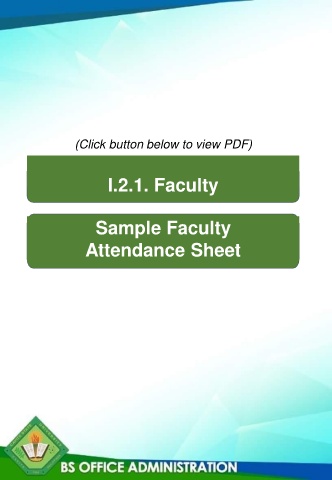 (Click button below to view PDF)
I.2.1. Faculty
Sample Faculty
Attendance Sheet
BS OFFICE ADMINISTRATION